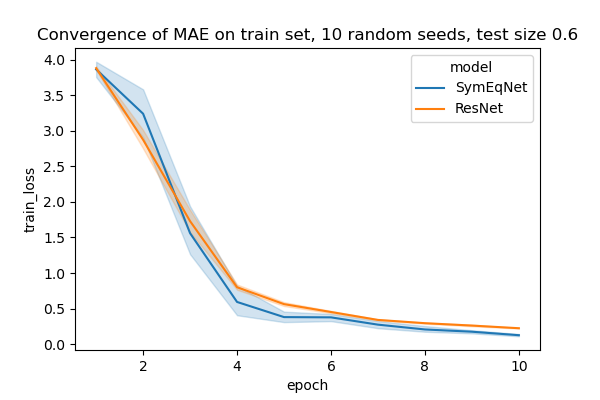 Convergence of MAE on train set, 10 random seeds, test size 0.6
model
SymEqNet
ResNet
train_loss
4.0
3.5
3.0
2.5
2.0
1.5
1.0
0.5
0.0
2 4 6 8 10
epoch